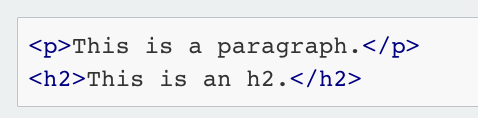 <p>This is a paragraph.</p>
<h2>This is an h2.</h2>